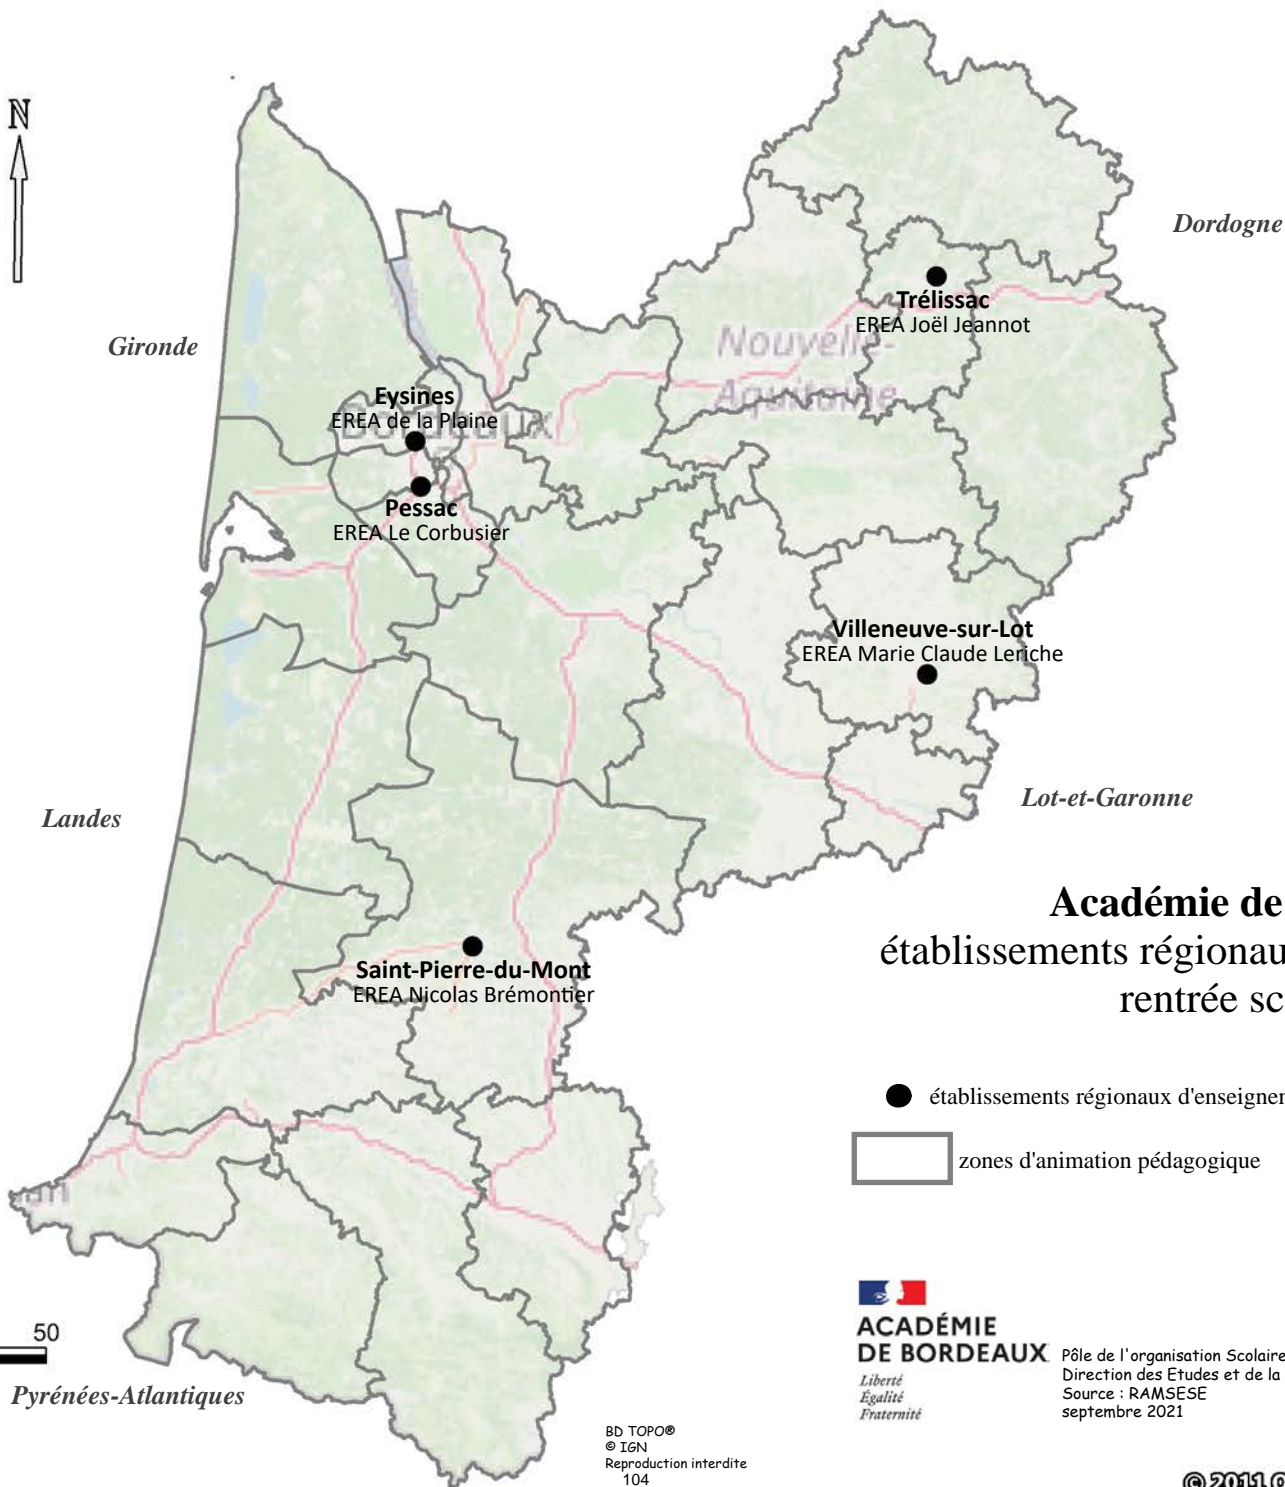 N
Dordogne
Trélissac
EREA Joël Jeannot
Nouvelle-
Aquitaine
Gironde
Eysines
EREA de la Plaine
Bordeaux
Pessac
EREA Le Corbusier
Villeneuve-sur-Lot
EREA Marie Claude Leriche
Landes
Lot-et-Garonne
Académie de
établissements régionau
rentrée sc
Saint-Pierre-du-Mont
EREA Nicolas Brémontier
établissements régionaux d'enseigne
zones d'animation pédagogique
50
Pyrénées-Atlantiques
ACADÉMIE
DE BORDEAUX
Liberté
Égalité
Fraternité
Pôle de l'organisation Scolaire
Direction des Etudes et de la
Source : RAMSESE
septembre 2021
BD TOPO®
© IGN
Reproduction interdite
104
© 2011